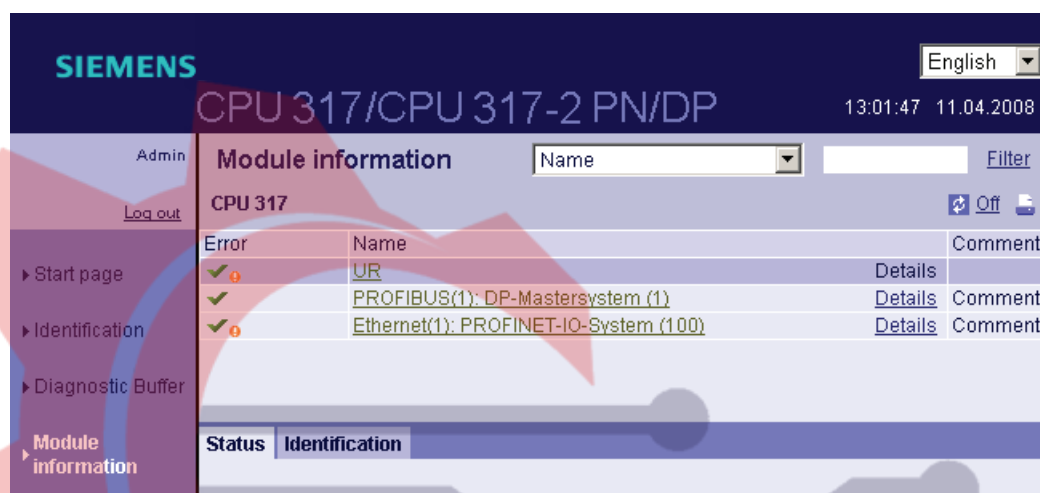 SIEMENS
English
CPU 317/CPU 317-2 PN/DP
13:01:47 11.04.2008
Admin
Module information
Name
Filter
Log out
CPU 317
Off
Error Name Comment
UR Details
PROFIBUS(1): DP-Mastersystem (1) Details Comment
Ethernet(1): PROFINET-IO-System (100) Details Comment
Start page
Identification
Diagnostic Buffer
Module
information
Status Identification